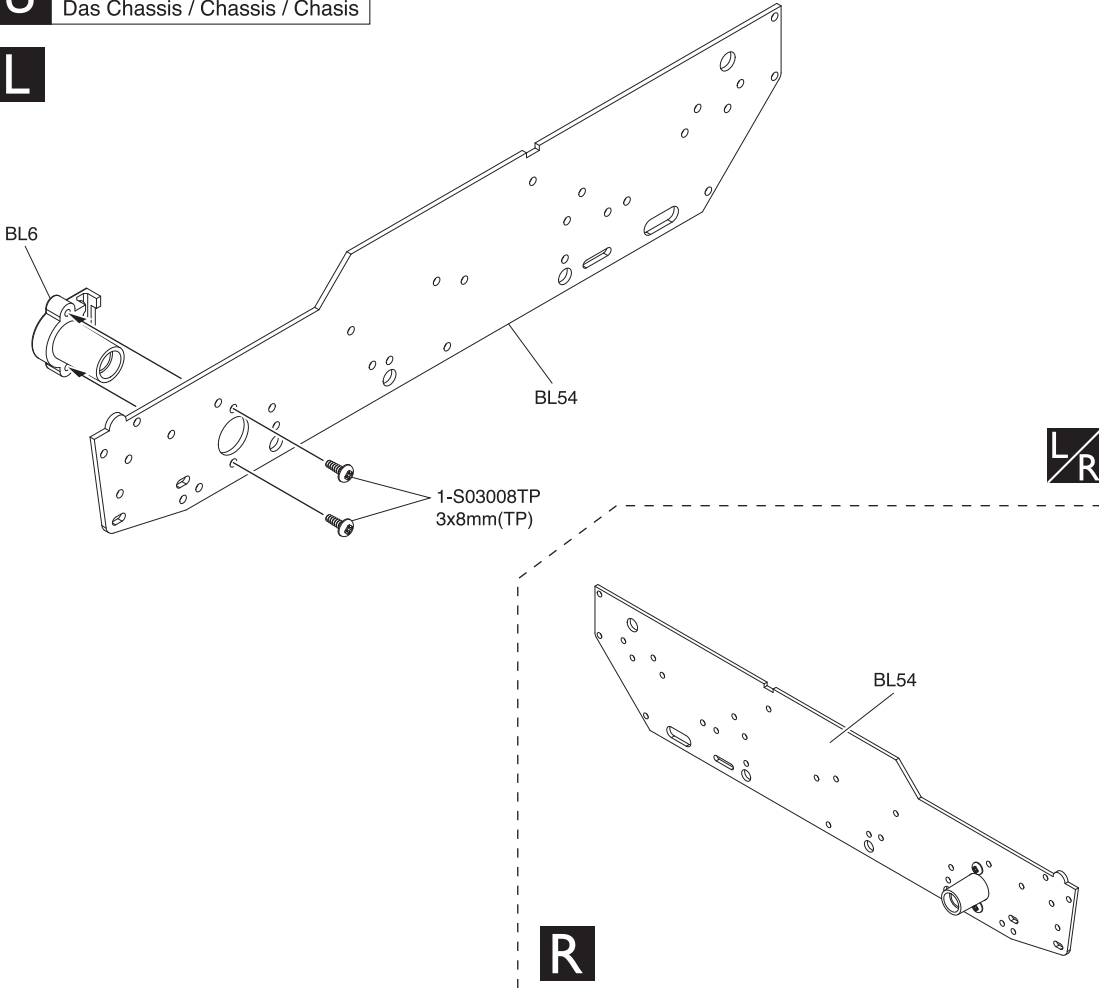 Das Chassis / Chassis / Chasis
L
BL6
BL54
1-S03008TP
3x8mm(TP)
L/R
BL54
R